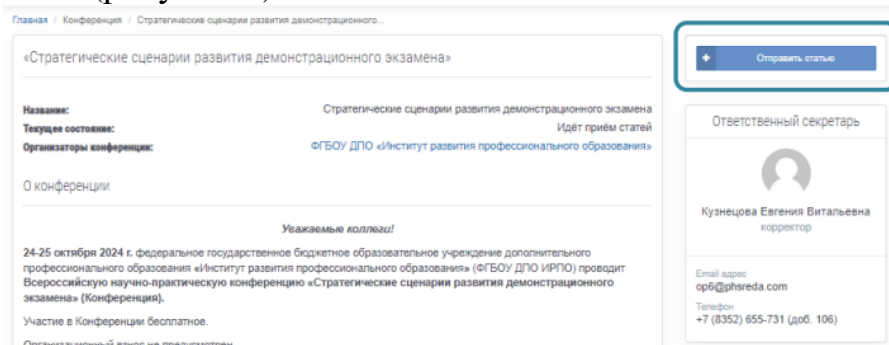 Главная / Конференция / Стратегические сценарии развития демонстрационного...
«Стратегические сценарии развития демонстрационного экзамена»
Название: Стратегические сценарии развития демонстрационного экзамена
Текущее состояние: Идёт приём статей
Организаторы конференции: ФГБОУ ДПО «Институт развития профессионального образования»
О конференции
Уважаемые коллеги!
24-25 октября 2024 г. федеральное государственное бюджетное образовательное учреждение дополнительного
профессионального образования «Институт развития профессионального образования» (ФГБОУ ДПО ИРПО) проводит
Всероссийскую научно-практическую конференцию «Стратегические сценарии развития демонстрационного
экзамена» (Конференция).
Участие в Конференции бесплатное.
Организационный взнос не предусмотрен
+ Отправить статью
Ответственный секретарь
Кузнецова Евгения Витальевна
корректор
Email адрес
op6@phsreda.com
Телефон
+7 (8352) 655-731 (доб. 106)